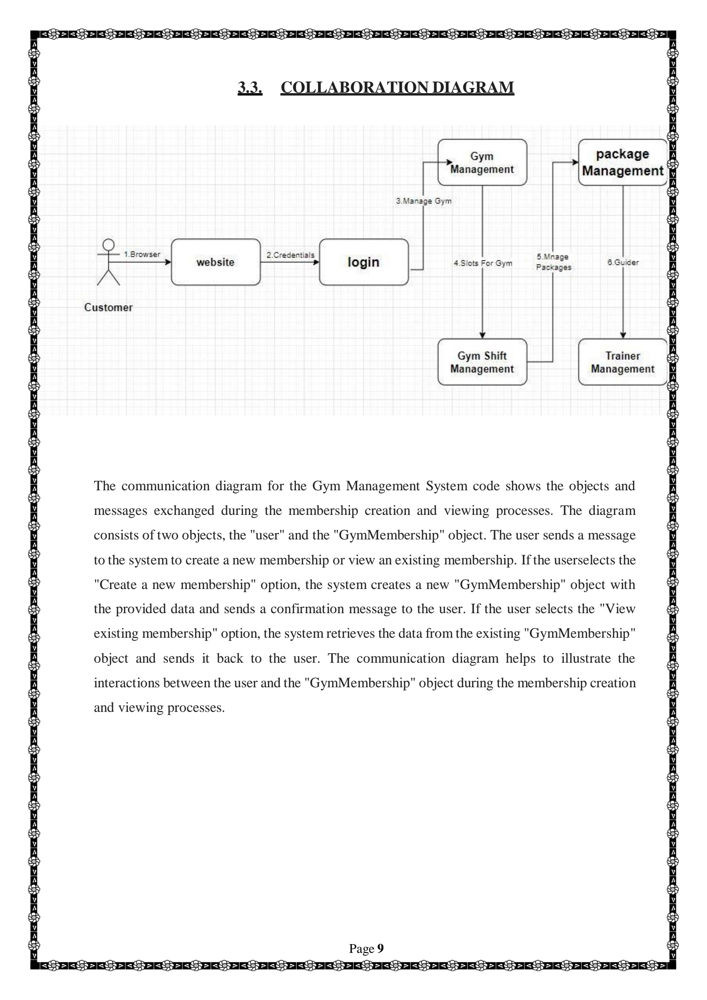 3.3. COLLABORATION DIAGRAM
Gym
Management
package
Management
3.Manage Gym
1.Browser
website
2.Credentials
login
4.Slots For Gym
5.Mnage
Packages
6.Guider
Customer
Gym Shift
Management
Trainer
Management
The communication diagram for the Gym Management System code shows the objects and
messages exchanged during the membership creation and viewing processes. The diagram
consists of two objects, the "user" and the "GymMembership" object. The user sends a message
to the system to create a new membership or view an existing membership. If the userselects the
"Create a new membership" option, the system creates a new "GymMembership" object with
the provided data and sends a confirmation message to the user. If the user selects the "View
existing membership" option, the system retrieves the data from the existing "GymMembership"
object and sends it back to the user. The communication diagram helps to illustrate the
interactions between the user and the "GymMembership" object during the membership creation
and viewing processes.
Page 9